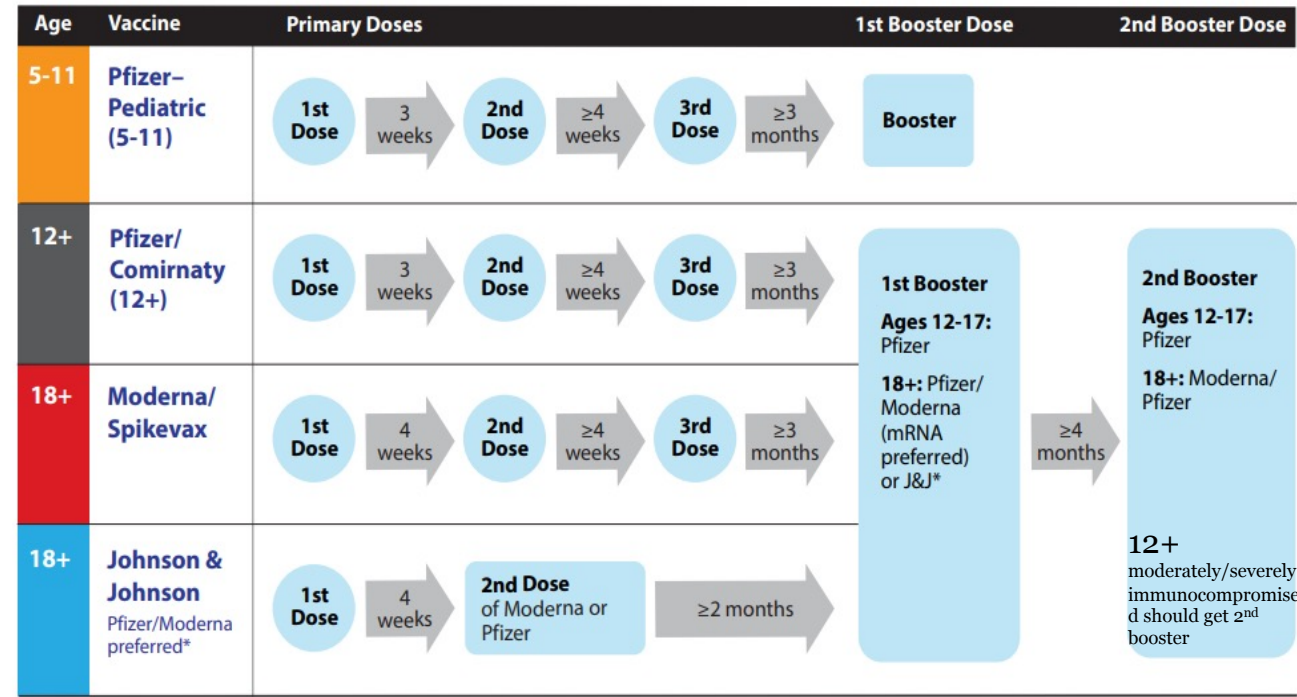 Age Vaccine Primary Doses 1st Booster Dose 2nd Booster Dose
5-11
Pfizer–
Pediatric
(5-11)
1st
Dose
3
weeks
2nd
Dose
≥4
weeks
3rd
Dose
≥3
months
Booster
12+
Pfizer/
Comirnaty
(12+)
1st
Dose
3
weeks
2nd
Dose
≥4
weeks
3rd
Dose
≥3
months
18+
Moderna/
Spikevax
1st
Dose
4
weeks
2nd
Dose
≥4
weeks
3rd
Dose
≥3
months
18+
Johnson &
Johnson
Pfizer/Moderna
preferred*
1st
Dose
4
weeks
2nd Dose
of Moderna or
Pfizer
≥2 months
1st Booster
Ages 12-17:
Pfizer
18+: Pfizer/
Moderna
(mRNA
preferred)
or J&J*
≥4
months
2nd Booster
Ages 12-17:
Pfizer
18+: Moderna/
Pfizer
12+
moderately/severely
immunocompromise
d should get 2nd
booster